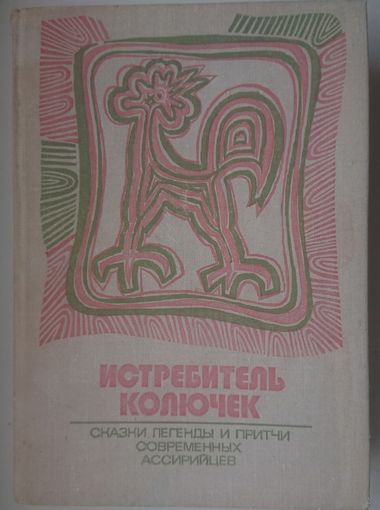 ИСТРЕБИТЕЛЬ
КОЛЮЧЕК
СКАЗКИ, ЛЕГЕНДЫ И ПРИТЧИ
СОВРЕМЕННЫХ
АССИРИЙЦЕВ